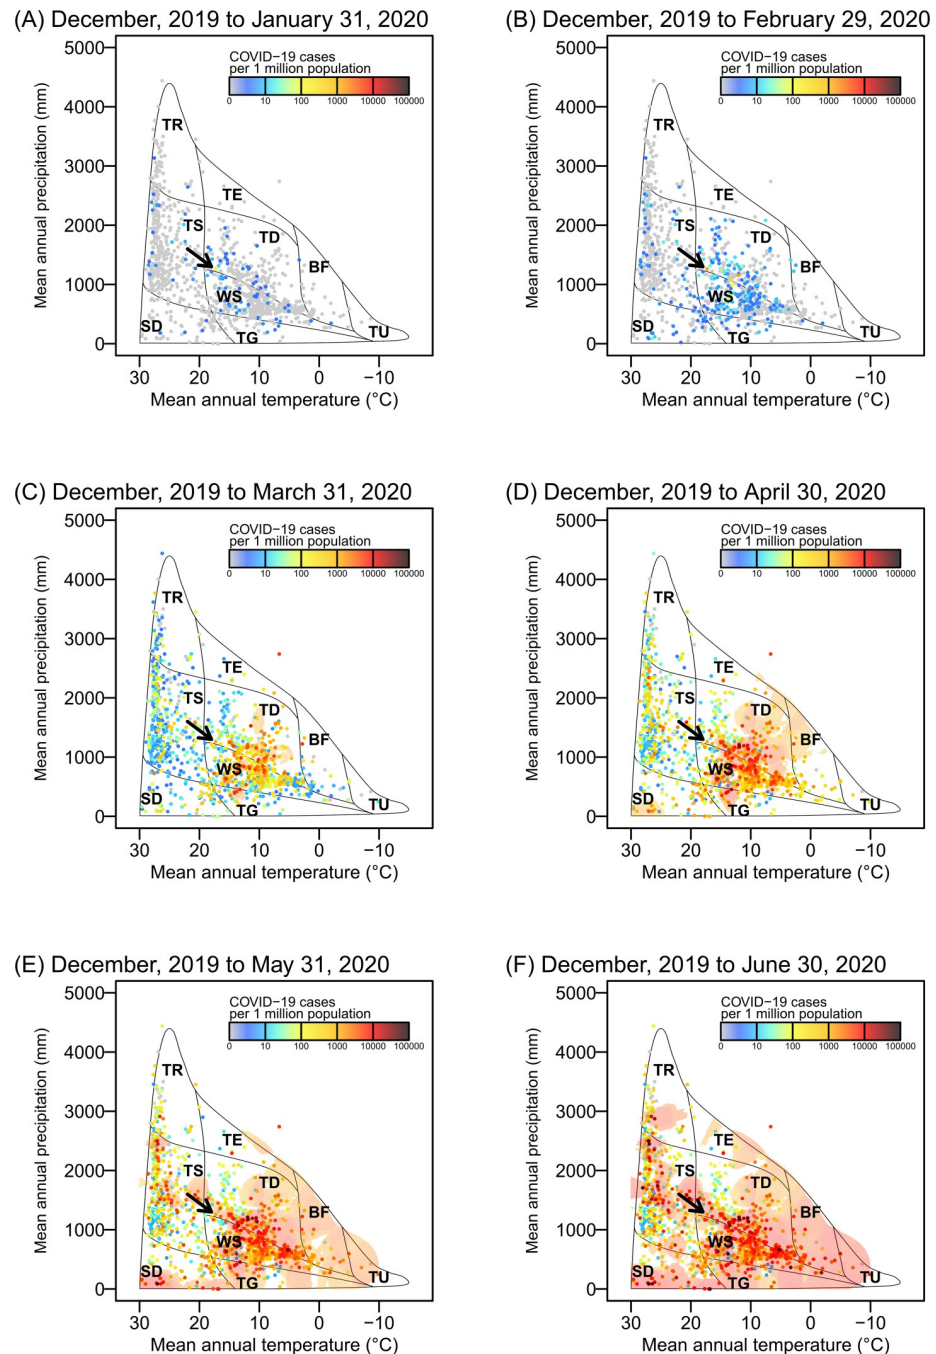 (A) December, 2019 to January 31, 2020
COVID−19 cases
per 1 million population
0 10 100 1000 10000 100000
5000
4000
3000
2000
1000
0
Mean annual precipitation (mm)
TR
TE
TS
TD
BF
WS
SD
TG
TU
30 20 10 0 −10
Mean annual temperature (°C)
(B) December, 2019 to February 29, 2020
COVID−19 cases
per 1 million population
0 10 100 1000 10000 100000
5000
4000
3000
2000
1000
0
Mean annual precipitation (mm)
TR
TE
TS
TD
BF
WS
SD
TG
TU
30 20 10 0 −10
Mean annual temperature (°C)
(C) December, 2019 to March 31, 2020
COVID−19 cases
per 1 million population
0 10 100 1000 10000 100000
5000
4000
3000
2000
1000
0
Mean annual precipitation (mm)
TR
TE
TS
TD
BF
WS
SD
TG
TU
30 20 10 0 −10
Mean annual temperature (°C)
(D) December, 2019 to April 30, 2020
COVID−19 cases
per 1 million population
0 10 100 1000 10000 100000
5000
4000
3000
2000
1000
0
Mean annual precipitation (mm)
TR
TE
TS
TD
BF
WS
SD
TG
TU
30 20 10 0 −10
Mean annual temperature (°C)
(E) December, 2019 to May 31, 2020
COVID−19 cases
per 1 million population
0 10 100 1000 10000 100000
5000
4000
3000
2000
1000
0
Mean annual precipitation (mm)
TR
TE
TS
TD
BF
WS
SD
TG
TU
30 20 10 0 −10
Mean annual temperature (°C)
(F) December, 2019 to June 30, 2020
COVID−19 cases
per 1 million population
0 10 100 1000 10000 100000
5000
4000
3000
2000
1000
0
Mean annual precipitation (mm)
TR
TE
TS
TD
BF
WS
SD
TG
TU
30 20 10 0 −10
Mean annual temperature (°C)